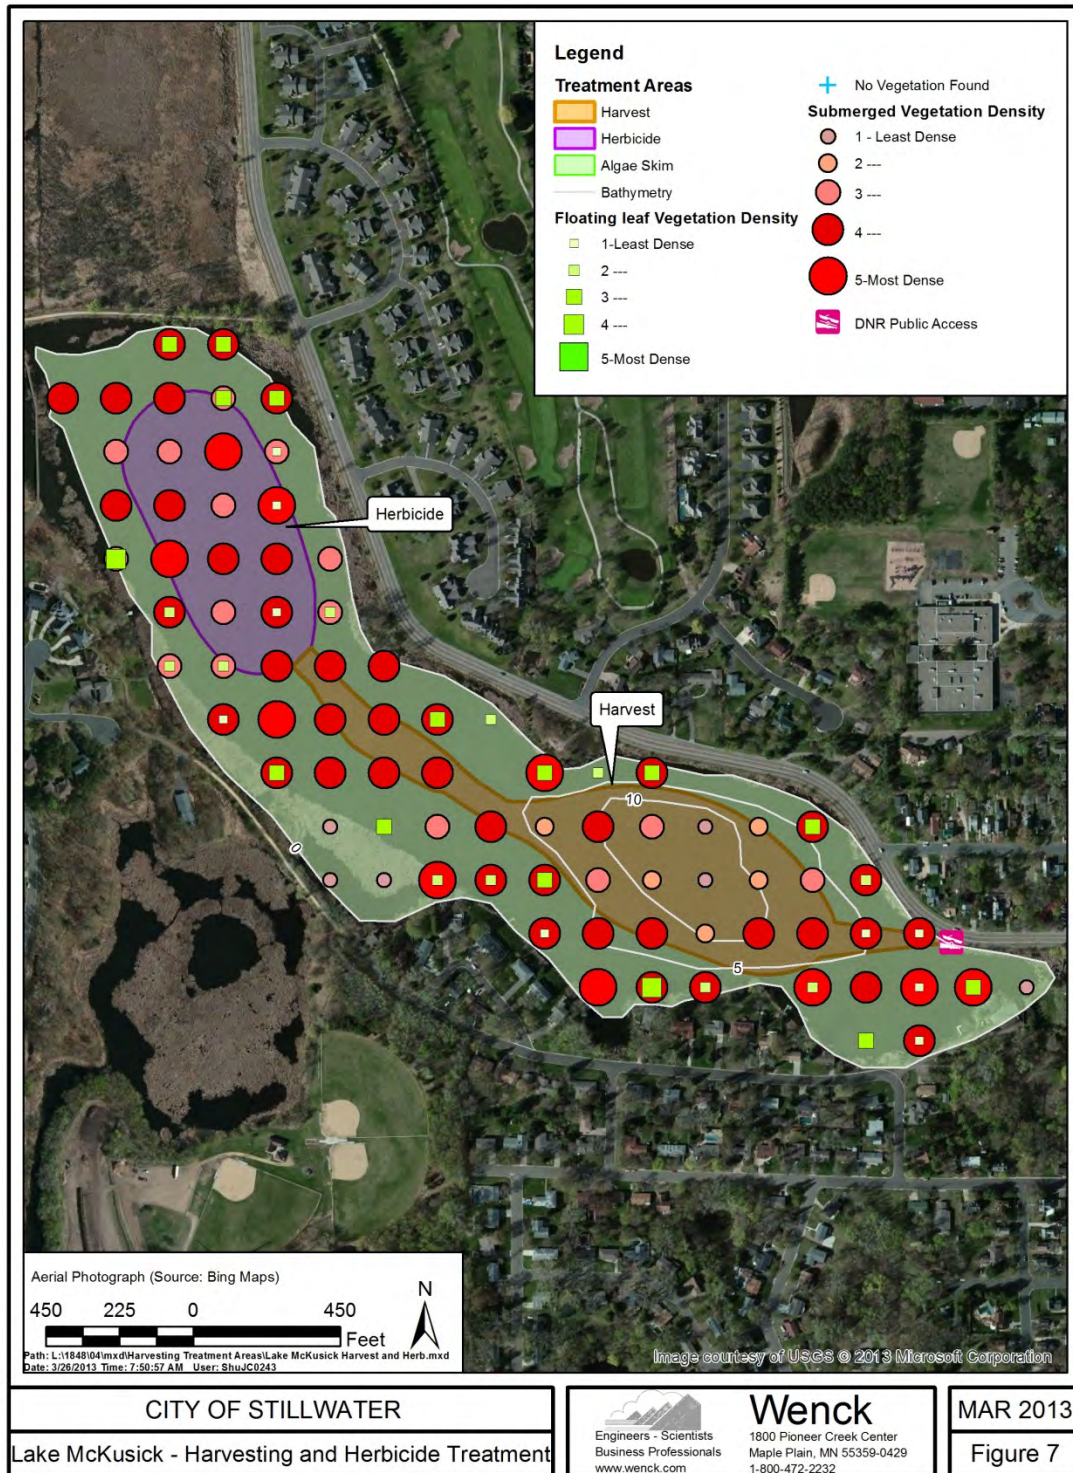 Legend
Treatment Areas
Harvest
Herbicide
Algae Skim
Bathymetry
Floating leaf Vegetation Density
1-Least Dense
2 ---
3 ---
4 ---
5-Most Dense
No Vegetation Found
Submerged Vegetation Density
1 - Least Dense
2 ---
3 ---
4 ---
5-Most Dense
DNR Public Access
Herbicide
Harvest
10
0
5
Aerial Photograph (Source: Bing Maps)
450 225 0 450
Feet
N
Path: L:\1848\04\mxd\Harvesting Treatment Areas\Lake McKusick Harvest and Herb.mxd
Date: 3/26/2013 Time: 7:50:57 AM User: ShuJC0243
Image courtesy of USGS © 2013 Microsoft Corporation
CITY OF STILLWATER
Lake McKusick - Harvesting and Herbicide Treatment
Engineers - Scientists
Business Professionals
www.wenck.com
Wenck
1800 Pioneer Creek Center
Maple Plain, MN 55359-0429
1-800-472-2232
MAR 2013
Figure 7